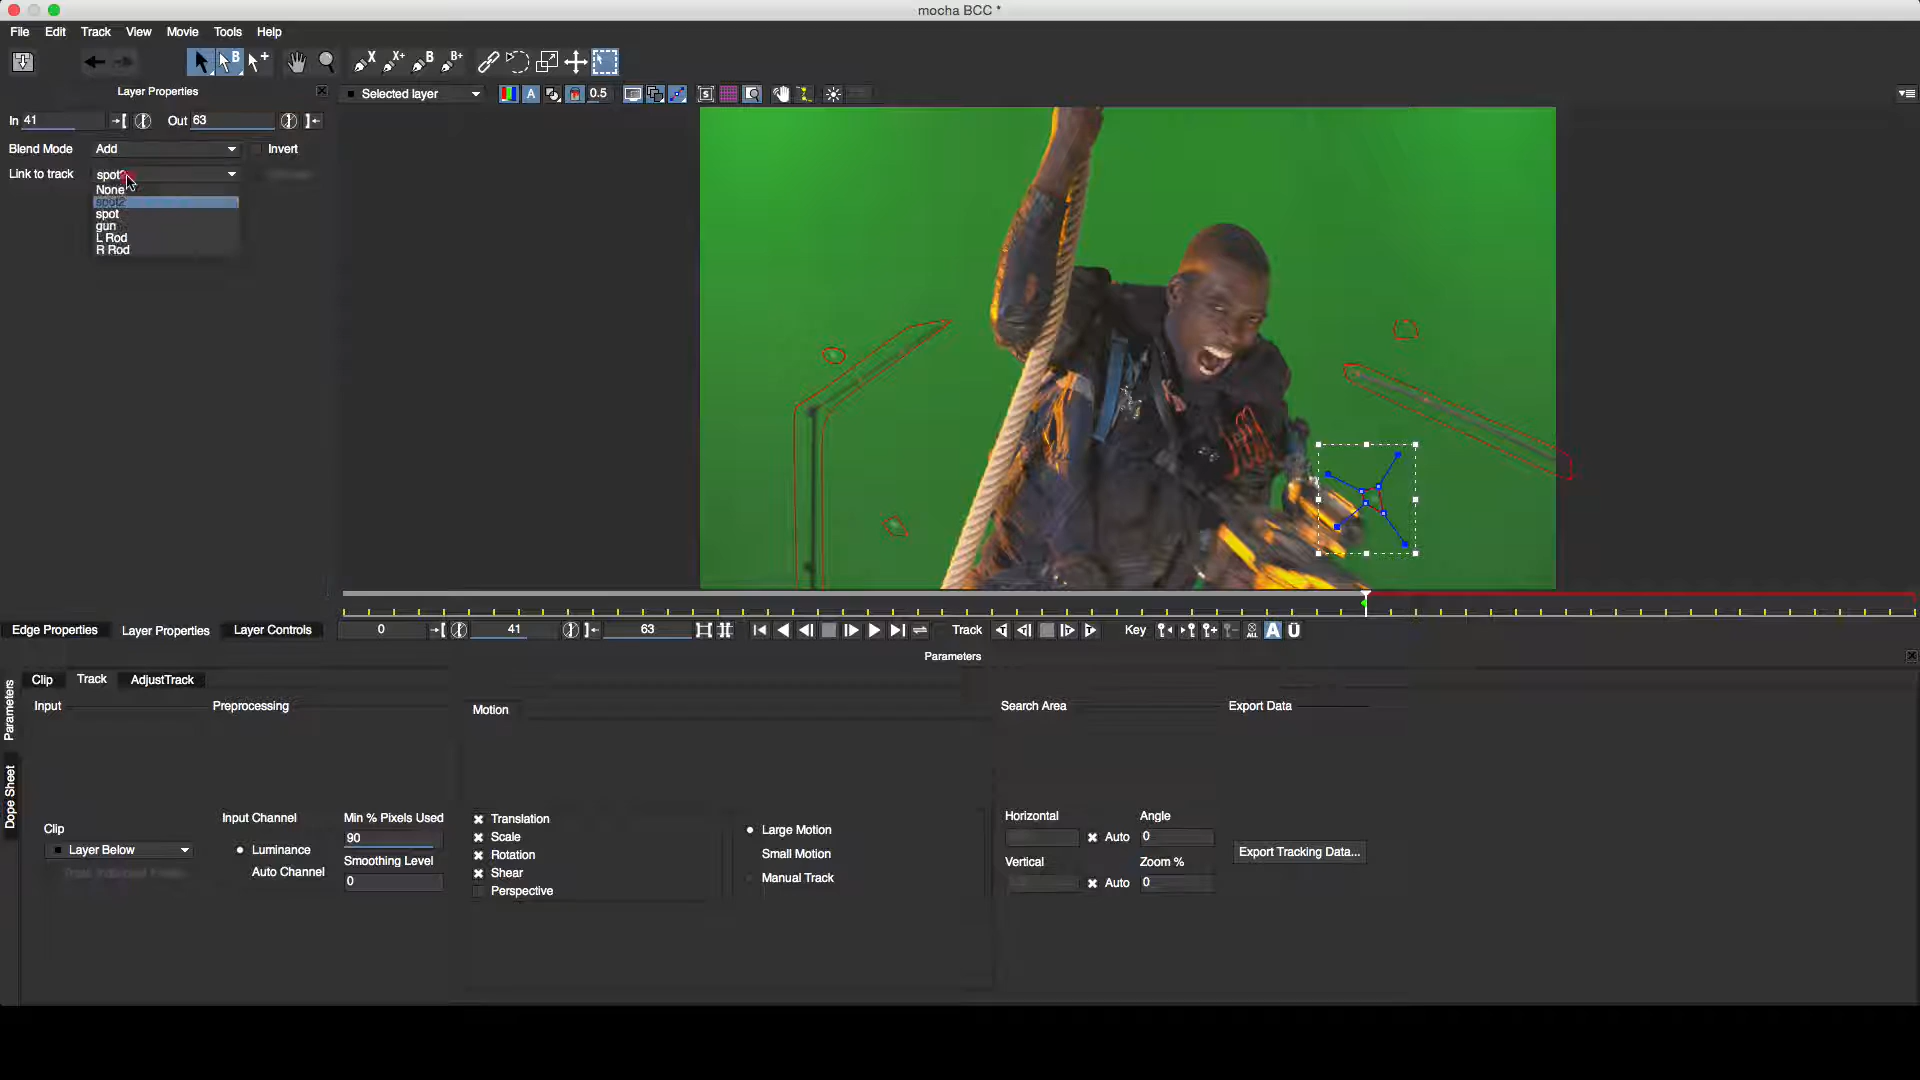 mocha BCC *
File Edit Track View Movie Tools Help
X X+ B B+
Layer Properties
Selected layer
A 0.5
In 41 Out 63
Blend Mode Add Invert
Link to track
None
spot2
spot
gun
L Rod
R Rod
Edge Properties Layer Properties Layer Controls
0 41 63 Track Key ALL A Ü
Parameters
Clip Track AdjustTrack
Parameters
Dope Sheet
Input Preprocessing Motion Search Area Export Data
Clip
Layer Below
Input Channel
Luminance
Auto Channel
Min % Pixels Used
90
Smoothing Level
0
Translation
Scale
Rotation
Shear
Perspective
Large Motion
Small Motion
Manual Track
Horizontal Angle
Auto 0
Vertical Zoom %
Auto 0
Export Tracking Data...